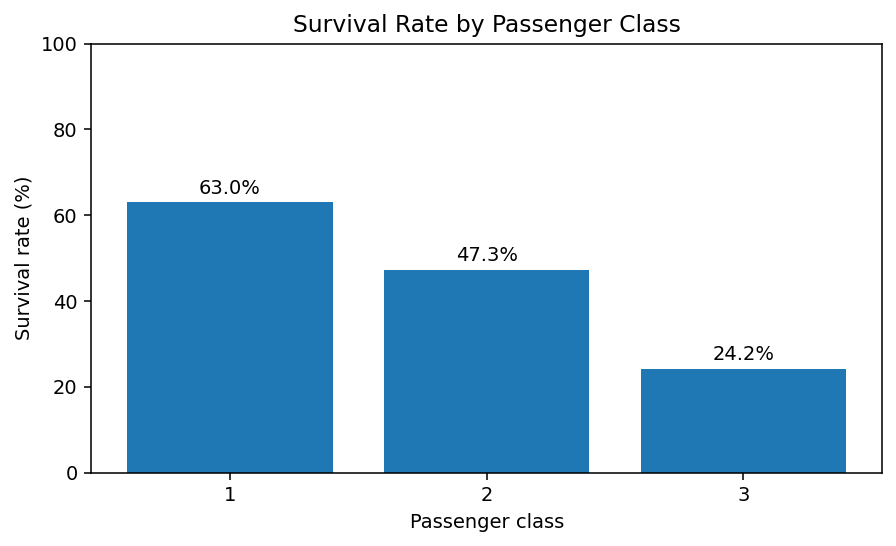 Survival Rate by Passenger Class
100
80
60
40
20
0
Survival rate (%)
63.0%
47.3%
24.2%
1 2 3
Passenger class